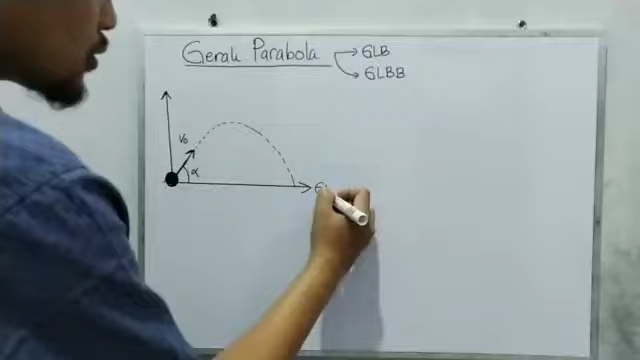 Gerak Parabola → GLB
→ GLBB
V₀
α
G